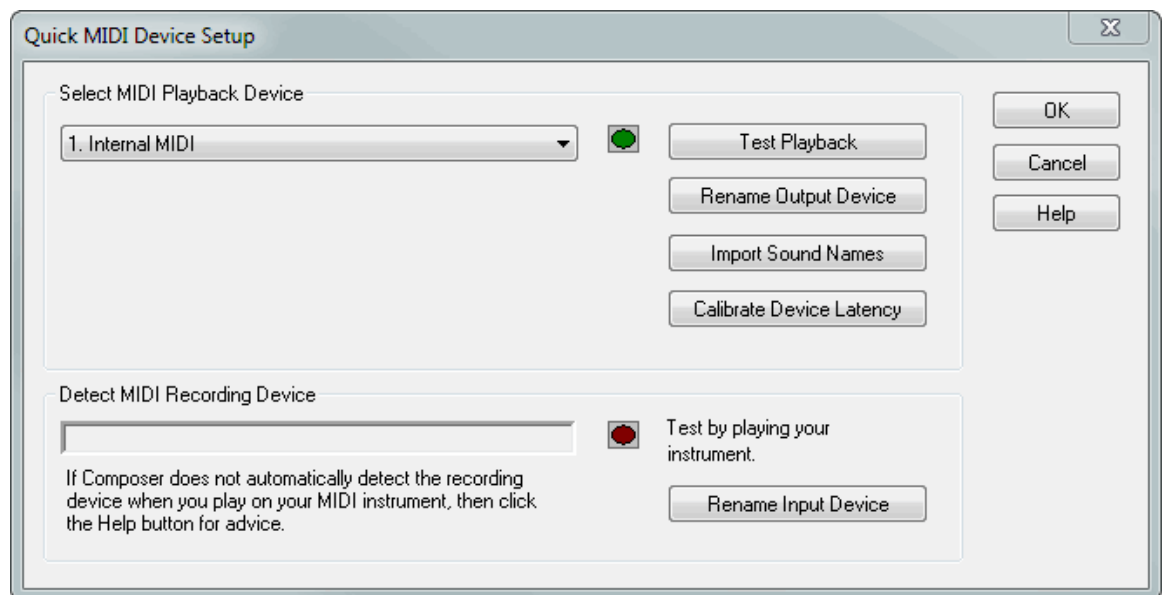 Quick MIDI Device Setup
Select MIDI Playback Device
1. Internal MIDI
Test Playback
Rename Output Device
Import Sound Names
Calibrate Device Latency
OK
Cancel
Help
Detect MIDI Recording Device
Test by playing your
instrument.
If Composer does not automatically detect the recording
device when you play on your MIDI instrument, then click
the Help button for advice.
Rename Input Device